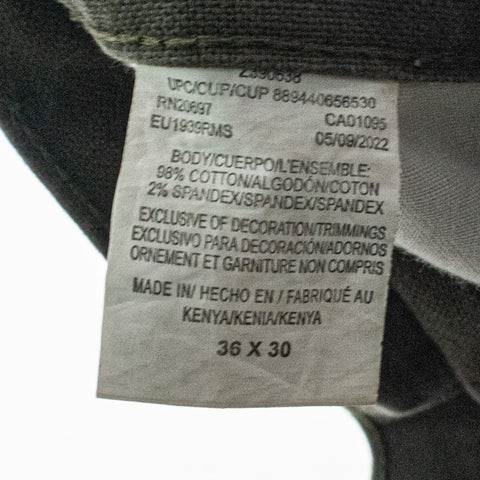 UPC/CUP/CUP 889440656530
RN20697 CA01095
EU1939RMS 05/09/2022
BODY/CUERPO/L'ENSEMBLE:
98% COTTON/ALGODÓN/COTON
2% SPANDEX/SPANDEX/SPANDEX
EXCLUSIVE OF DECORATION/TRIMMINGS
EXCLUSIVO PARA DECORACIÓN/ADORNOS
ORNEMENT ET GARNITURE NON COMPRIS
MADE IN/ HECHO EN / FABRIQUÉ AU
KENYA/KENIA/KENYA
36 X 30